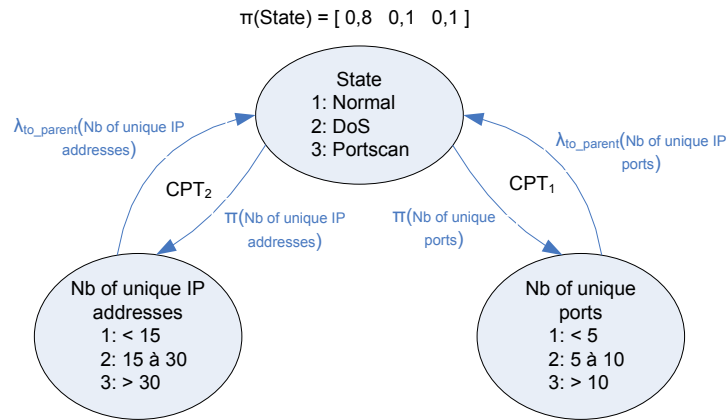 π(State) = [ 0,8 0,1 0,1 ]
State
1: Normal
2: DoS
3: Portscan
λto_parent(Nb of unique IP
addresses)
CPT2
π(Nb of unique IP
addresses)
λto_parent(Nb of unique IP
ports)
CPT1
π(Nb of unique
ports)
Nb of unique IP
addresses
1: < 15
2: 15 à 30
3: > 30
Nb of unique
ports
1: < 5
2: 5 à 10
3: > 10